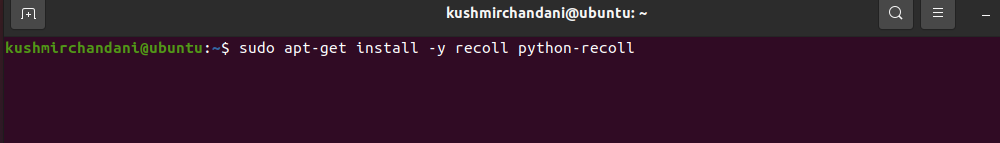 kushmirchandani@ubuntu: ~
kushmirchandani@ubuntu:~$ sudo apt-get install -y recoll python-recoll